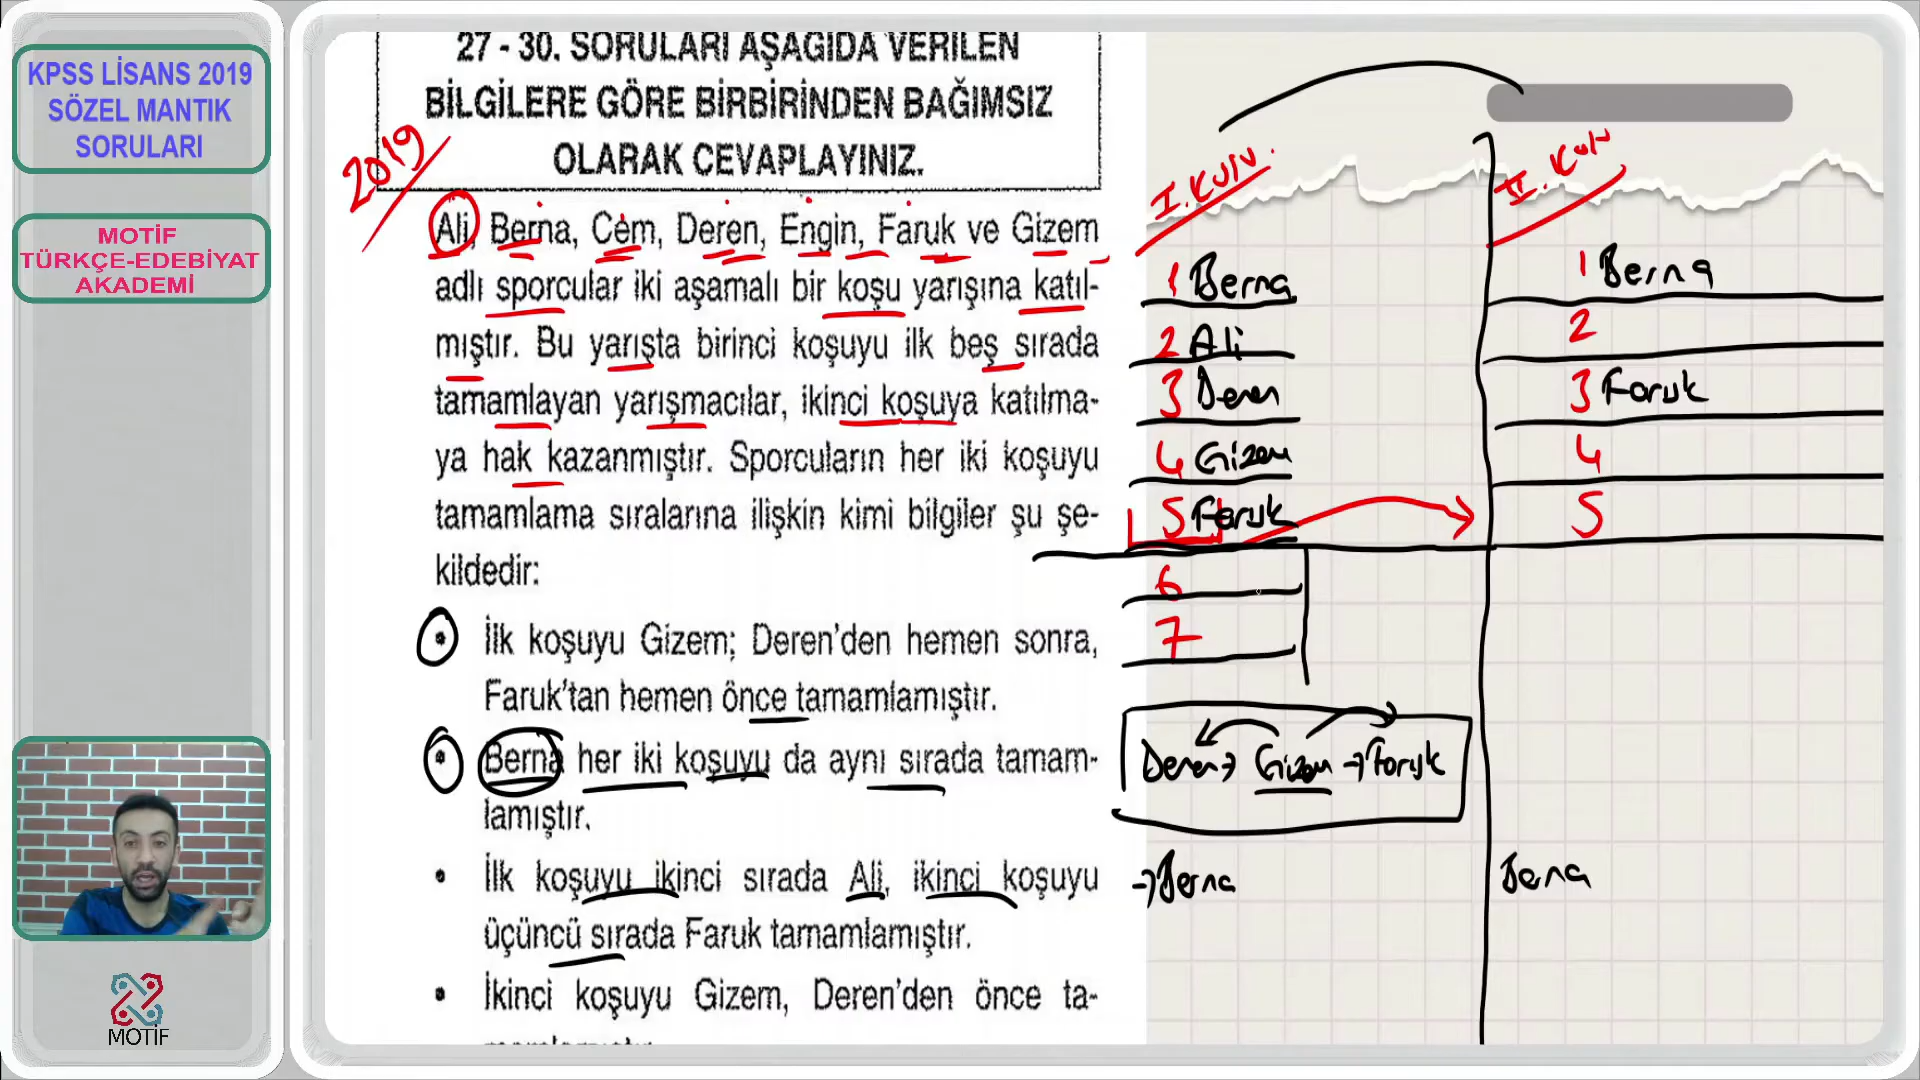 KPSS LİSANS 2019
SÖZEL MANTIK
SORULARI
MOTİF
TÜRKÇE-EDEBİYAT
AKADEMİ
MOTİF
27 - 30. SORULARI AŞAĞIDA VERİLEN
BİLGİLERE GÖRE BİRBİRİNDEN BAĞIMSIZ
OLARAK CEVAPLAYINIZ.
2019
Ali, Berna, Cem, Deren, Engin, Faruk ve Gizem
adlı sporcular iki aşamalı bir koşu yarışına katıl-
mıştır. Bu yarışta birinci koşuyu ilk beş sırada
tamamlayan yarışmacılar, ikinci koşuya katılma-
ya hak kazanmıştır. Sporcuların her iki koşuyu
tamamlama sıralarına ilişkin kimi bilgiler şu şe-
kildedir:
• İlk koşuyu Gizem; Deren'den hemen sonra,
Faruk'tan hemen önce tamamlamıştır.
• Berna her iki koşuyu da aynı sırada tamam-
lamıştır.
• İlk koşuyu ikinci sırada Ali, ikinci koşuyu
üçüncü sırada Faruk tamamlamıştır.
• İkinci koşuyu Gizem, Deren'den önce ta-
1 Berna
2 Ali
3 Deren
4 Gizem
5 Faruk
6
7
Deren → Gizem → Faruk
→ Berna
1 Berna
2
3 Faruk
4
5
Berna